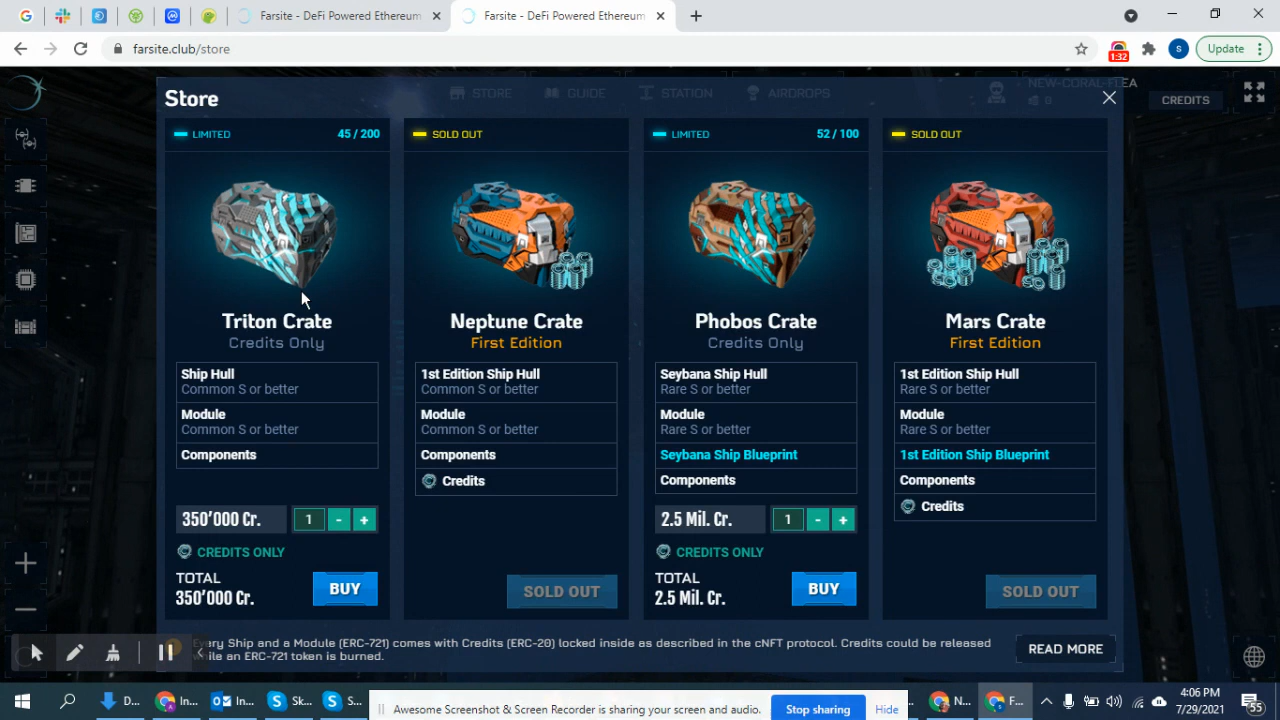 Farsite - DeFi Powered Ethereum
Farsite - DeFi Powered Ethereum
farsite.club/store
1:32
S
Update
STORE
GUIDE
STATION
AIRDROPS
CREDITS
Store
LIMITED 45 / 200
Triton Crate
Credits Only
Ship Hull
Common S or better
Module
Common S or better
Components
350'000 Cr. 1 - +
CREDITS ONLY
TOTAL
350'000 Cr.
BUY
SOLD OUT
Neptune Crate
First Edition
1st Edition Ship Hull
Common S or better
Module
Common S or better
Components
Credits
SOLD OUT
LIMITED 52 / 100
Phobos Crate
Credits Only
Seybana Ship Hull
Rare S or better
Module
Rare S or better
Seybana Ship Blueprint
Components
2.5 Mil. Cr. 1 - +
CREDITS ONLY
TOTAL
2.5 Mil. Cr.
BUY
SOLD OUT
Mars Crate
First Edition
1st Edition Ship Hull
Rare S or better
Module
Rare S or better
1st Edition Ship Blueprint
Components
Credits
SOLD OUT
Every Ship and a Module (ERC-721) comes with Credits (ERC-20) locked inside as described in the cNFT protocol. Credits could be released
while an ERC-721 token is burned.
READ MORE
D...
In...
In...
Sk...
S...
Awesome Screenshot & Screen Recorder is sharing your screen and audio.
Stop sharing
Hide
N...
F...
4:06 PM
7/29/2021
55